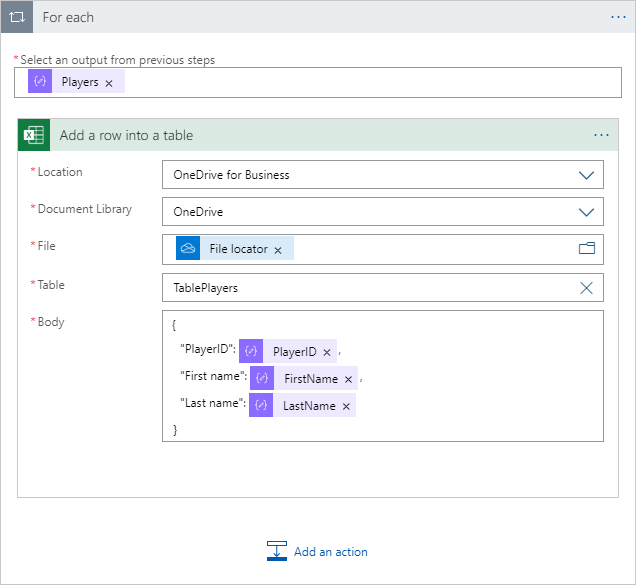 For each ...
*Select an output from previous steps
Players ×
Add a row into a table ...
*Location OneDrive for Business
*Document Library OneDrive
*File File locator ×
*Table TablePlayers
*Body {
"PlayerID": PlayerID × ,
"First name": FirstName × ,
"Last name": LastName ×
}
Add an action